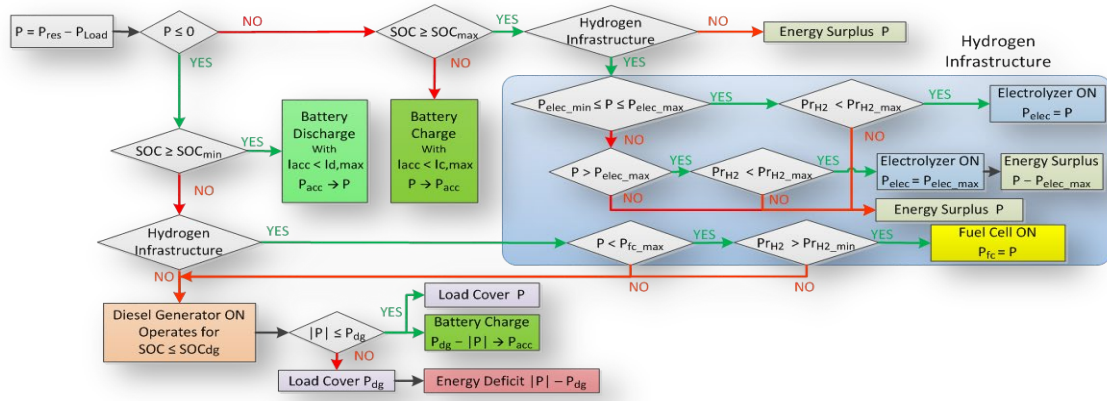 P = Pres − PLoad
P ≤ 0
NO
YES
SOC ≥ SOCmax
YES
NO
Hydrogen
Infrastructure
NO
YES
Energy Surplus P
Hydrogen
Infrastructure
Pelec_min ≤ P ≤ Pelec_max
YES
NO
PrH2 < PrH2_max
YES
NO
Electrolyzer ON
Pelec = P
SOC ≥ SOCmin
YES
NO
Battery
Discharge
With
Iacc < Id,max
Pacc → P
Battery
Charge
With
Iacc < Ic,max
P → Pacc
P > Pelec_max
YES
NO
PrH2 < PrH2_max
YES
NO
Electrolyzer ON
Pelec = Pelec_max
Energy Surplus
P − Pelec_max
Energy Surplus P
Hydrogen
Infrastructure
YES
NO
P < Pfc_max
YES
NO
PrH2 > PrH2_min
YES
NO
Fuel Cell ON
Pfc = P
Diesel Generator ON
Operates for
SOC ≤ SOCdg
|P| ≤ Pdg
YES
NO
Load Cover P
Battery Charge
Pdg − |P| → Pacc
Load Cover Pdg
Energy Deficit |P| − Pdg